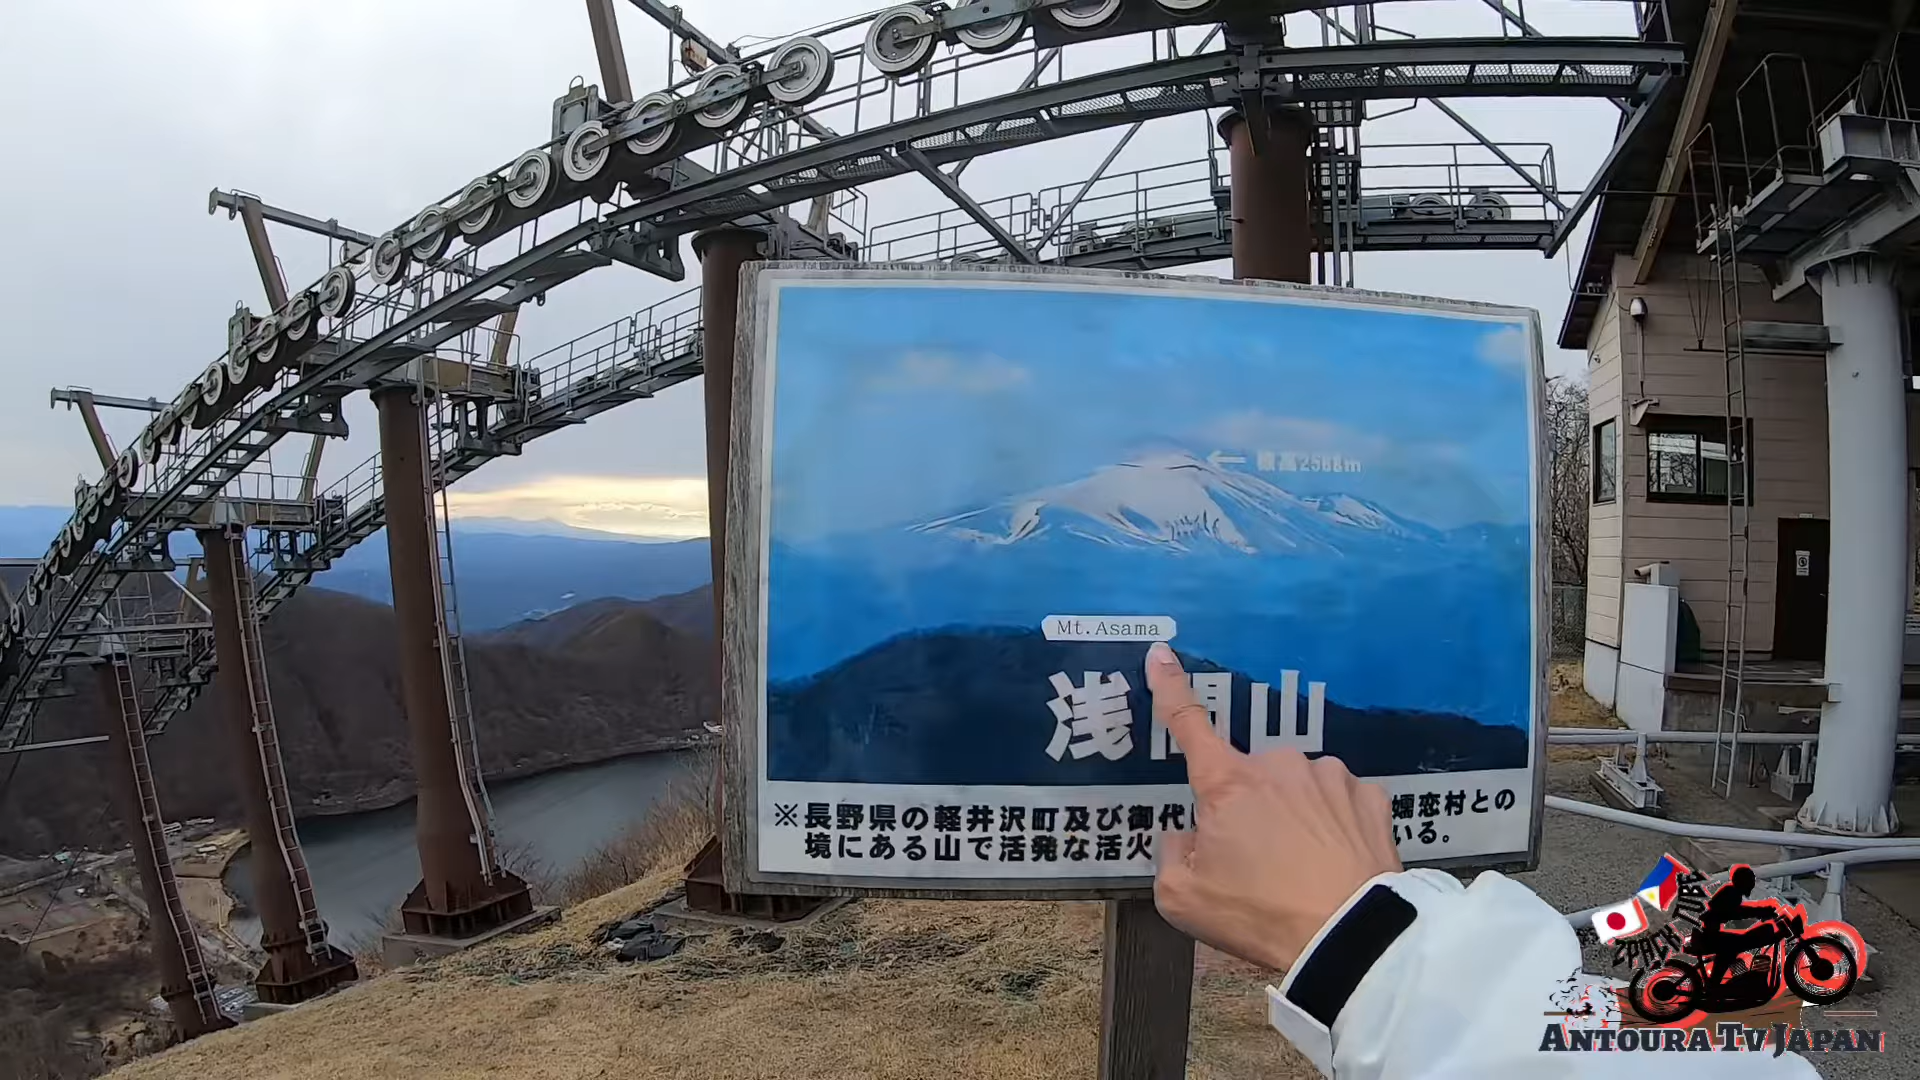 ← 標高2568m
Mt.Asama
浅間山
※長野県の軽井沢町及び御代
嬬恋村との
境にある山で活発な活火
いる。
2PACK
ANTOURA TV JAPAN